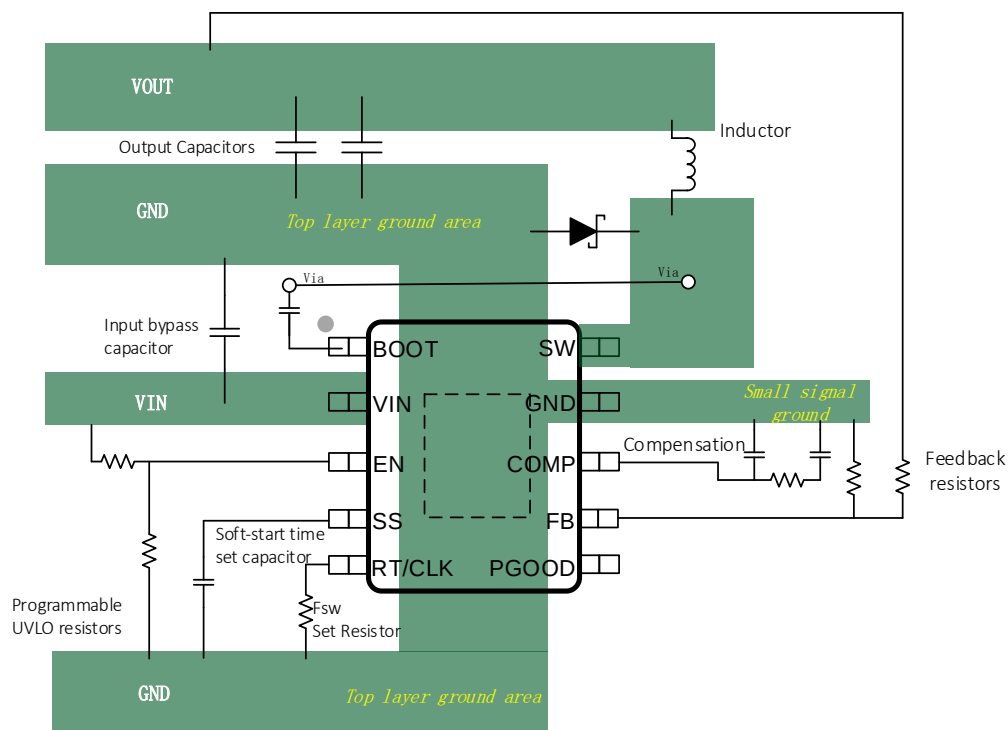 VOUT
Output Capacitors
Inductor
GND
Top layer ground area
Via
Via
Input bypass
capacitor
BOOT
SW
VIN
VIN
GND
Small signal
ground
EN
COMP
Compensation
Feedback
resistors
SS
FB
Soft-start time
set capacitor
RT/CLK
PGOOD
Programmable
UVLO resistors
Fsw
Set Resistor
GND
Top layer ground area